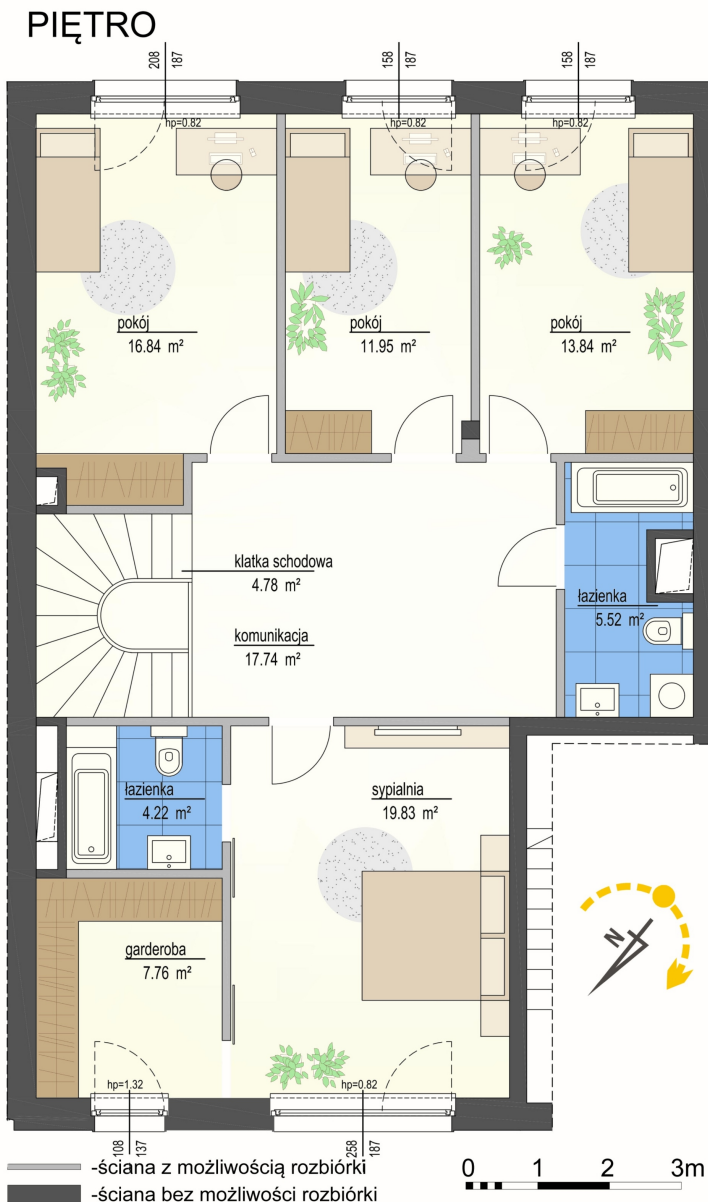 PIĘTRO
208
187
158
187
158
187
hp=0.82
hp=0.82
hp=0.82
pokój
16.84 m²
pokój
11.95 m²
pokój
13.84 m²
klatka schodowa
4.78 m²
łazienka
5.52 m²
komunikacja
17.74 m²
łazienka
4.22 m²
sypialnia
19.83 m²
garderoba
7.76 m²
N
hp=1.32
hp=0.82
108
137
258
187
-ściana z możliwością rozbiórki
0 1 2 3m
-ściana bez możliwości rozbiórki